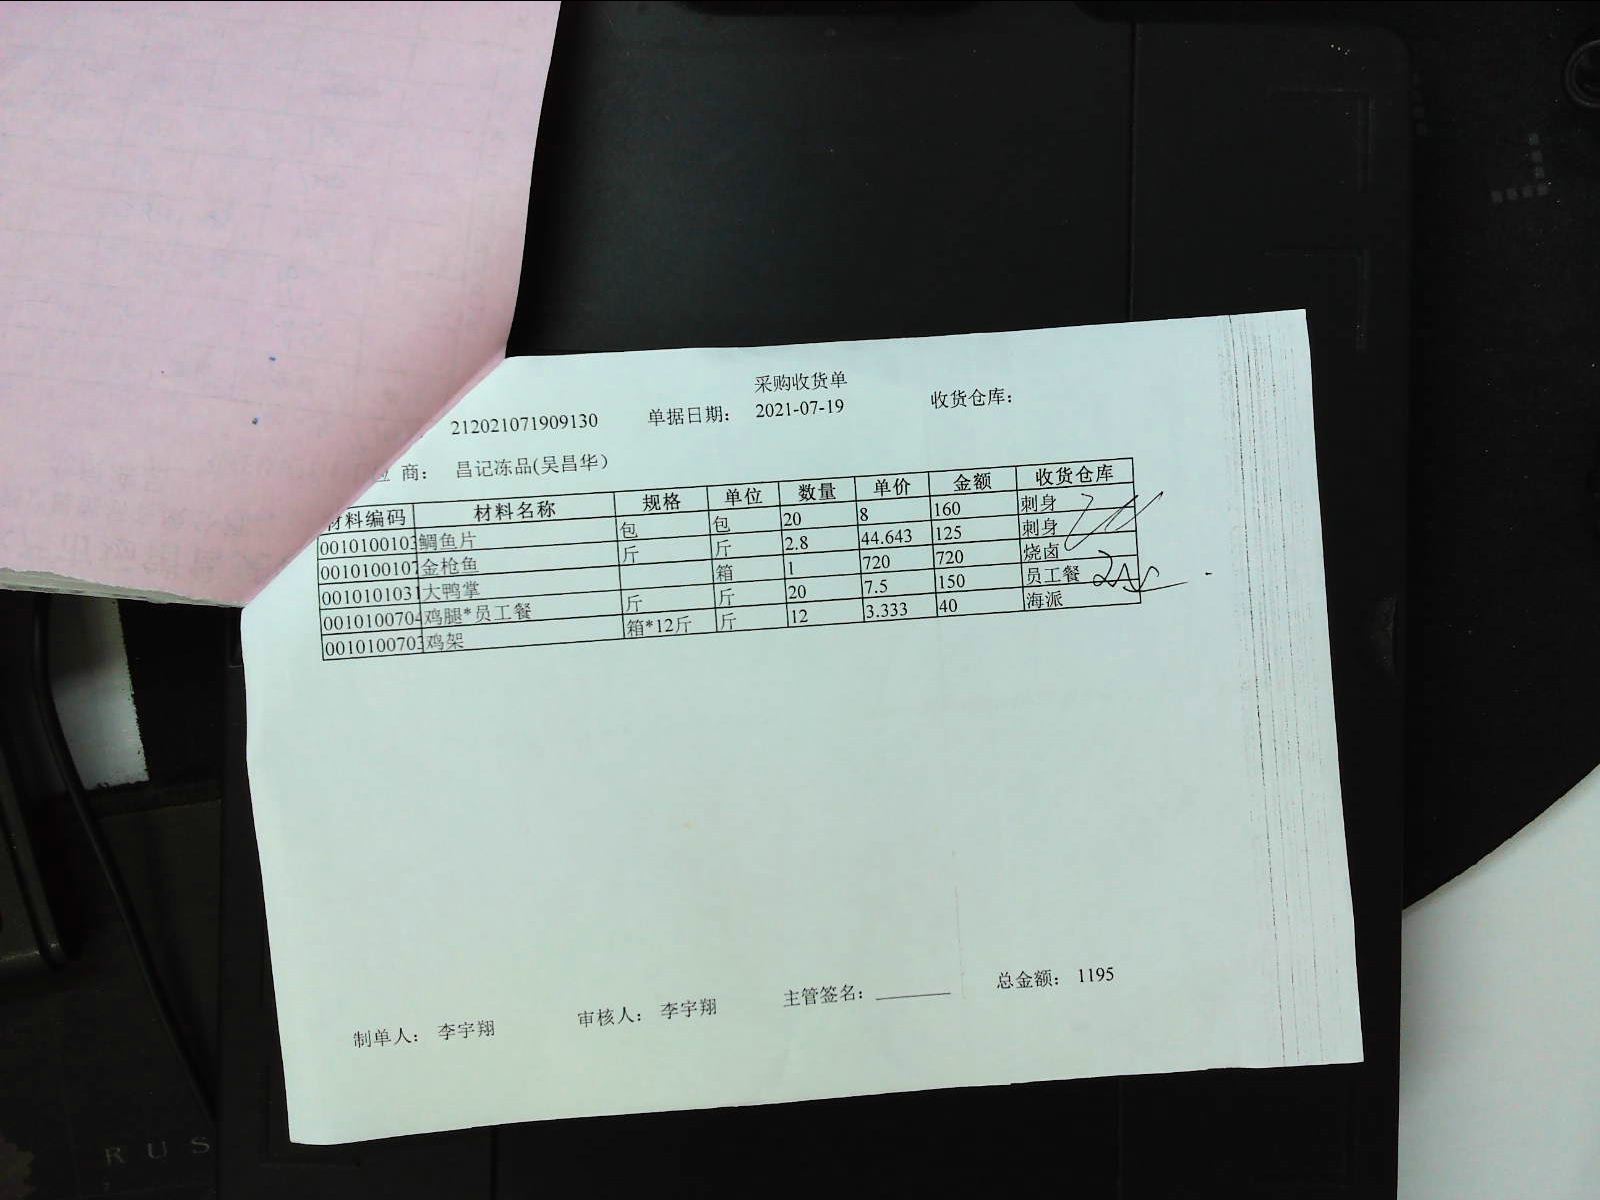 采购收货单
212021071909130 单据日期： 2021-07-19 收货仓库：
应 商： 昌记冻品(吴昌华)
材料编码 材料名称 规格 单位 数量 单价 金额 收货仓库
0010100103 鲷鱼片 包 包 20 8 160 刺身
0010100107 金枪鱼 斤 斤 2.8 44.643 125 刺身
0010101031 大鸭掌 箱 1 720 720 烧卤
0010100704 鸡腿*员工餐 斤 斤 20 7.5 150 员工餐
0010100703 鸡架 箱*12斤 斤 12 3.333 40 海派
制单人： 李宇翔 审核人： 李宇翔 主管签名： 总金额： 1195
R U S